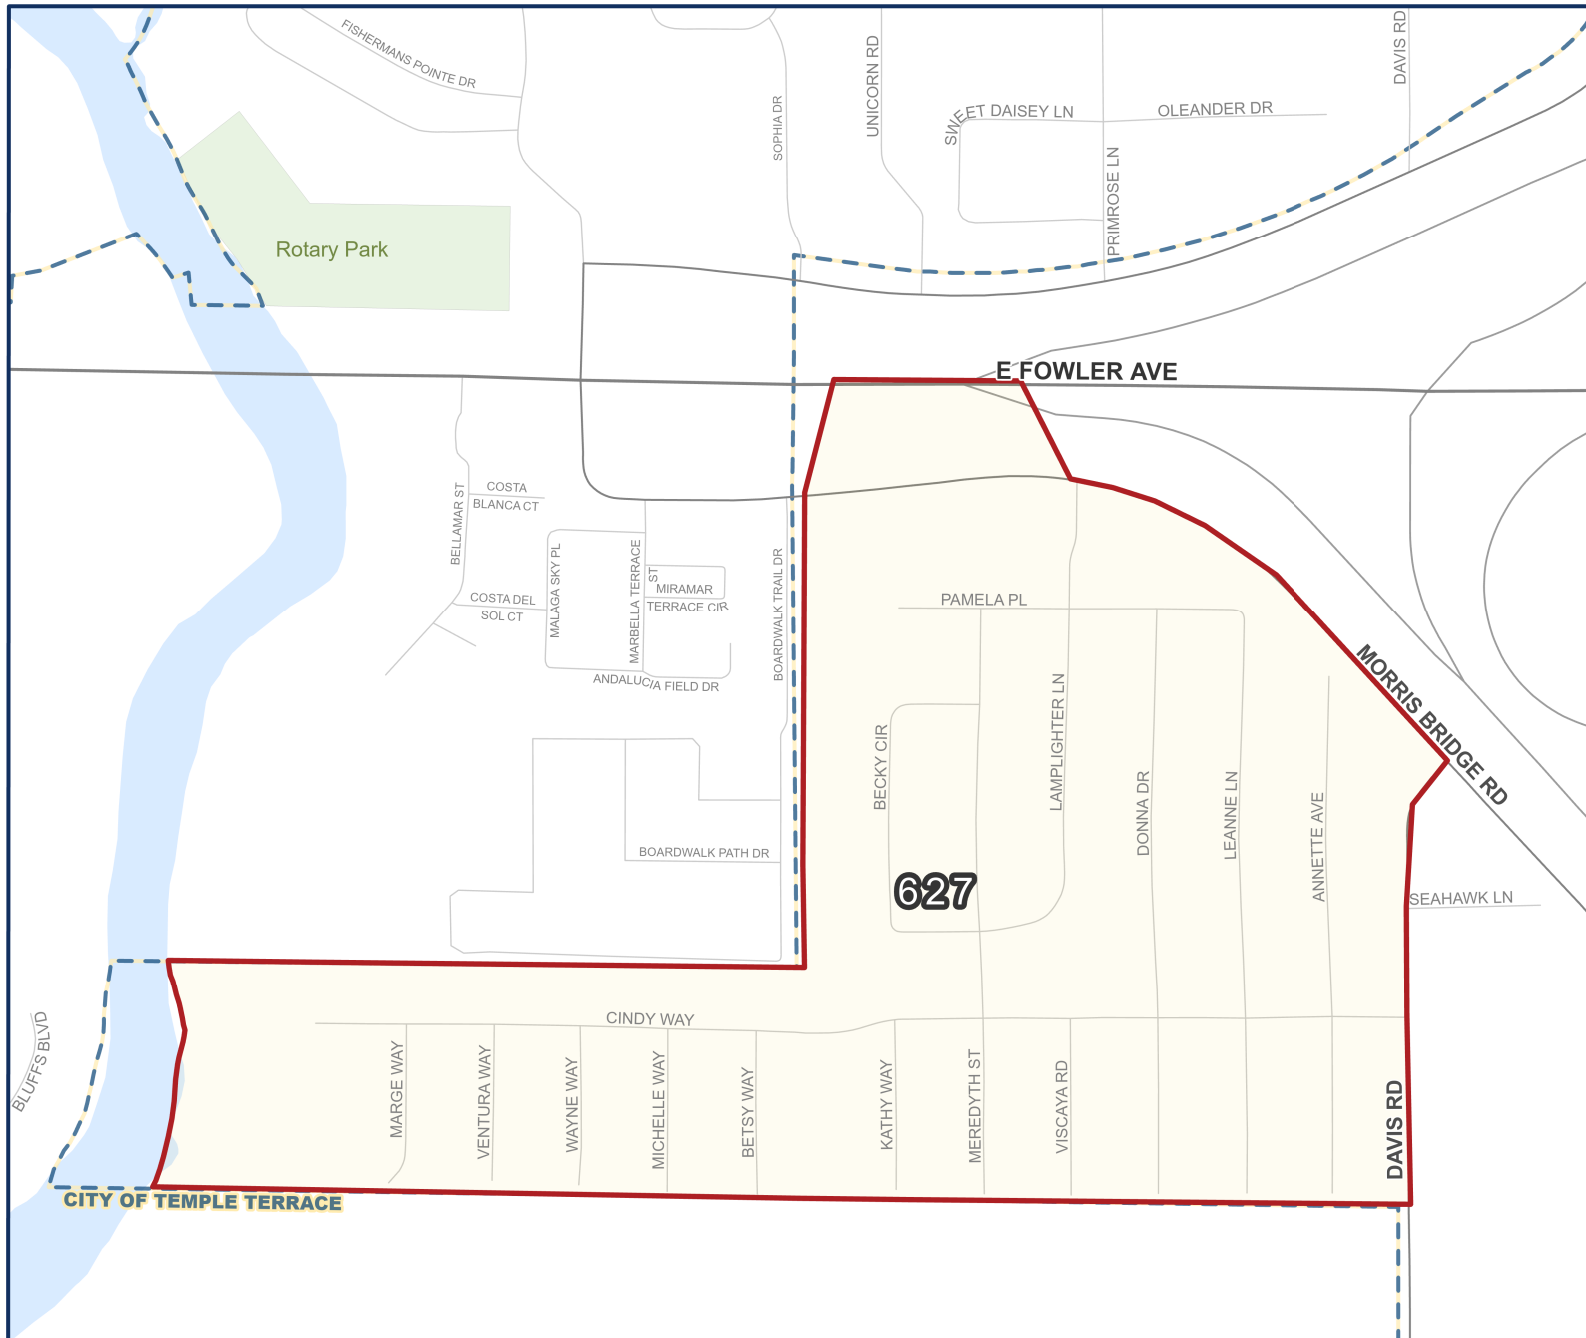 FISHERMANS POINTE DR
SOPHIA DR
UNICORN RD
SWEET DAISEY LN
OLEANDER DR
DAVIS RD
PRIMROSE LN
Rotary Park
E FOWLER AVE
BELLAMAR ST
COSTA
BLANCA CT
MALAGA SKY PL
MARBELLA TERRACE
ST
MIRAMAR
TERRACE CIR
COSTA DEL
SOL CT
BOARDWALK TRAIL DR
ANDALUCIA FIELD DR
PAMELA PL
MORRIS BRIDGE RD
BECKY CIR
LAMPLIGHTER LN
DONNA DR
LEANNE LN
ANNETTE AVE
BOARDWALK PATH DR
627
SEAHAWK LN
BLUFFS BLVD
CINDY WAY
MARGE WAY
VENTURA WAY
WAYNE WAY
MICHELLE WAY
BETSY WAY
KATHY WAY
MEREDYTH ST
VISCAYA RD
DAVIS RD
CITY OF TEMPLE TERRACE